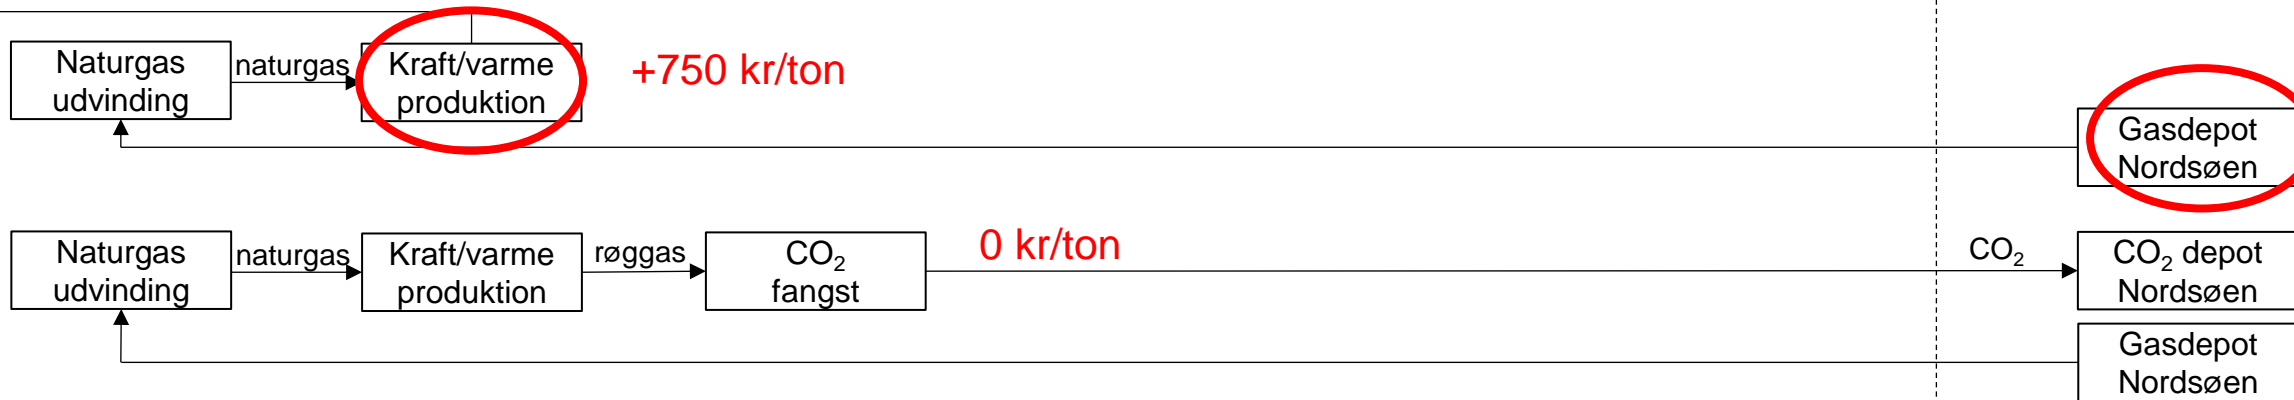 Naturgas
udvinding
naturgas
Kraft/varme
produktion
+750 kr/ton
Gasdepot
Nordsøen
Naturgas
udvinding
naturgas
Kraft/varme
produktion
røggas
CO₂
fangst
0 kr/ton
CO₂
CO₂ depot
Nordsøen
Gasdepot
Nordsøen